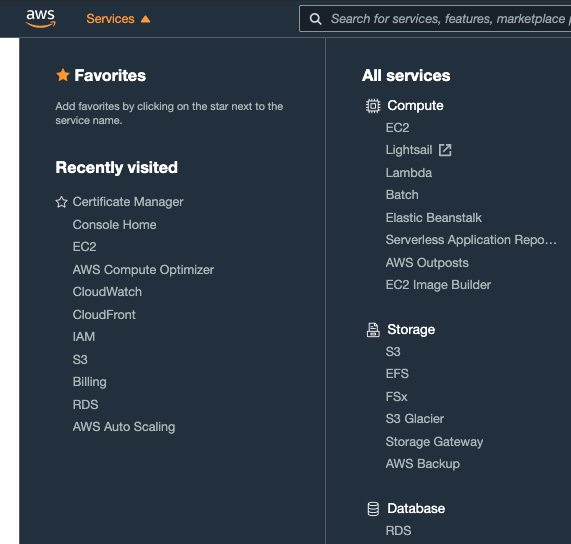 aws
Services
Search for services, features, marketplace
Favorites
Add favorites by clicking on the star next to the
service name.
Recently visited
Certificate Manager
Console Home
EC2
AWS Compute Optimizer
CloudWatch
CloudFront
IAM
S3
Billing
RDS
AWS Auto Scaling
All services
Compute
EC2
Lightsail
Lambda
Batch
Elastic Beanstalk
Serverless Application Repo…
AWS Outposts
EC2 Image Builder
Storage
S3
EFS
FSx
S3 Glacier
Storage Gateway
AWS Backup
Database
RDS